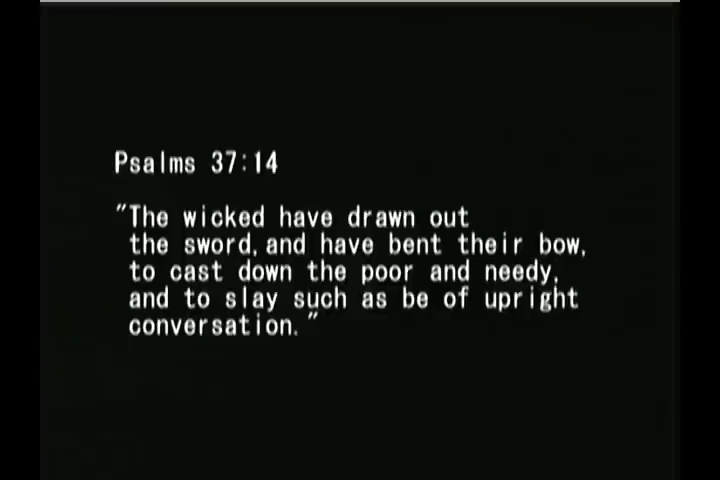 Psalms 37:14
"The wicked have drawn out
the sword, and have bent their bow,
to cast down the poor and needy,
and to slay such as be of upright
conversation."